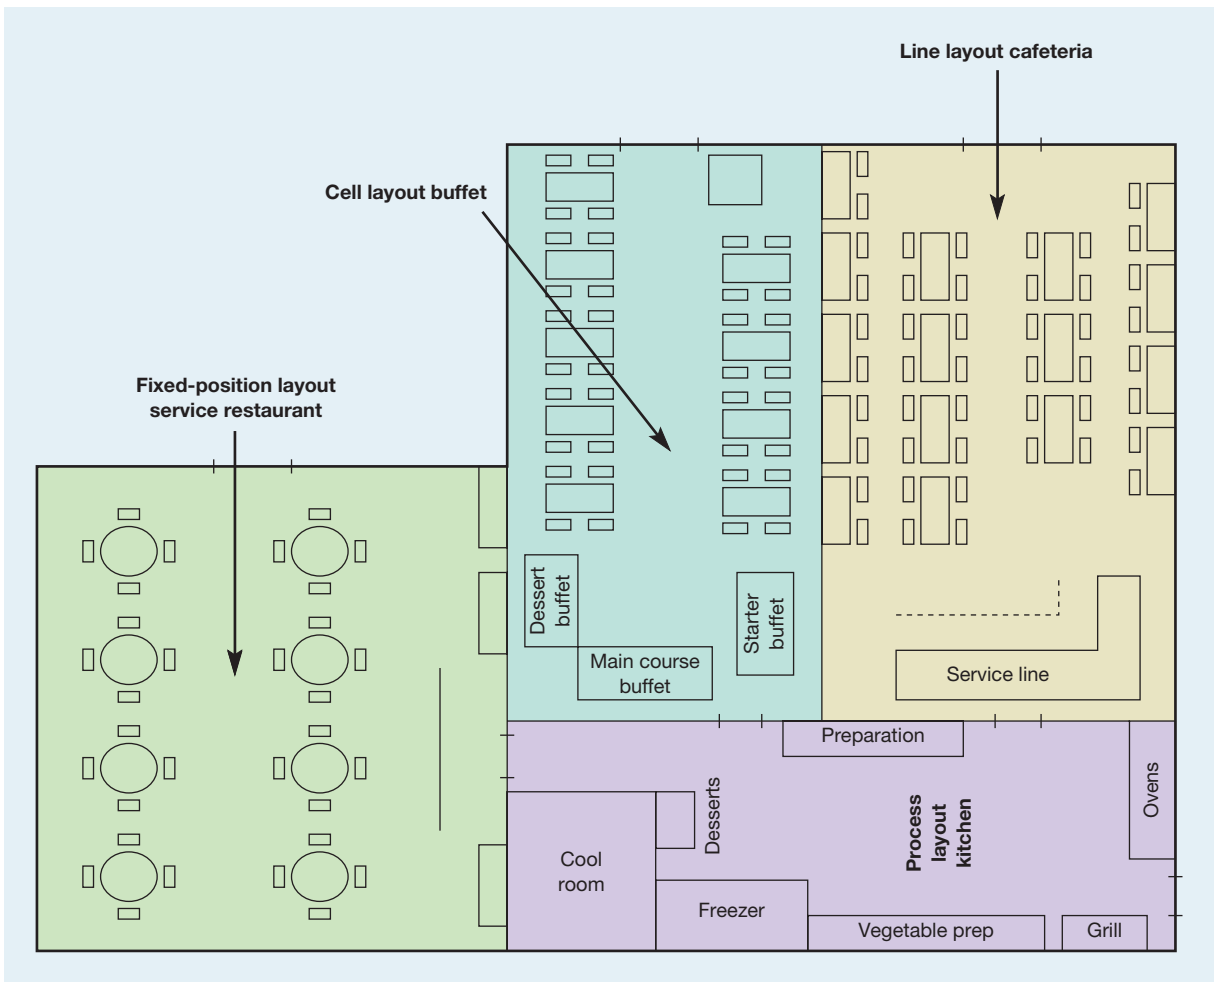 Line layout cafeteria
Cell layout buffet
Fixed-position layout
service restaurant
Dessert
buffet
Main course
buffet
Starter
buffet
Service line
Preparation
Ovens
Desserts
Process
layout
kitchen
Cool
room
Freezer
Vegetable prep
Grill